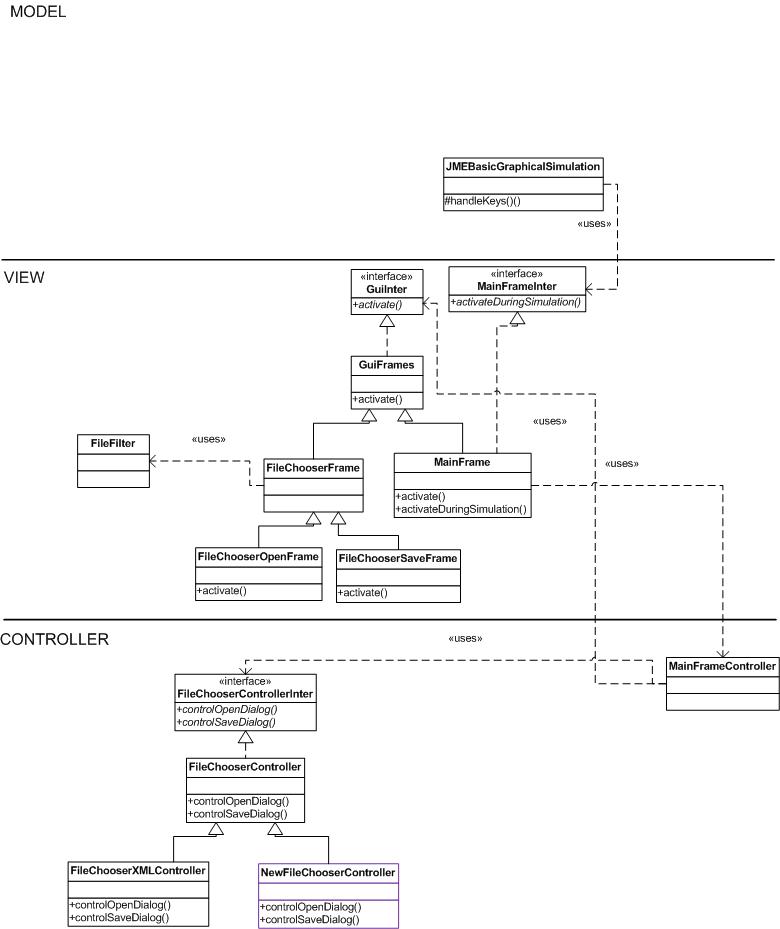 MODEL
JMEBasicGraphicalSimulation
#handleKeys()()
«uses»
VIEW
«interface»
GuiInter
+activate()
«interface»
MainFrameInter
+activateDuringSimulation()
GuiFrames
+activate()
«uses»
FileFilter
«uses»
FileChooserFrame
MainFrame
+activate()
+activateDuringSimulation()
«uses»
FileChooserOpenFrame
+activate()
FileChooserSaveFrame
+activate()
CONTROLLER
«uses»
MainFrameController
«interface»
FileChooserControllerInter
+controlOpenDialog()
+controlSaveDialog()
FileChooserController
+controlOpenDialog()
+controlSaveDialog()
FileChooserXMLController
+controlOpenDialog()
+controlSaveDialog()
NewFileChooserController
+controlOpenDialog()
+controlSaveDialog()